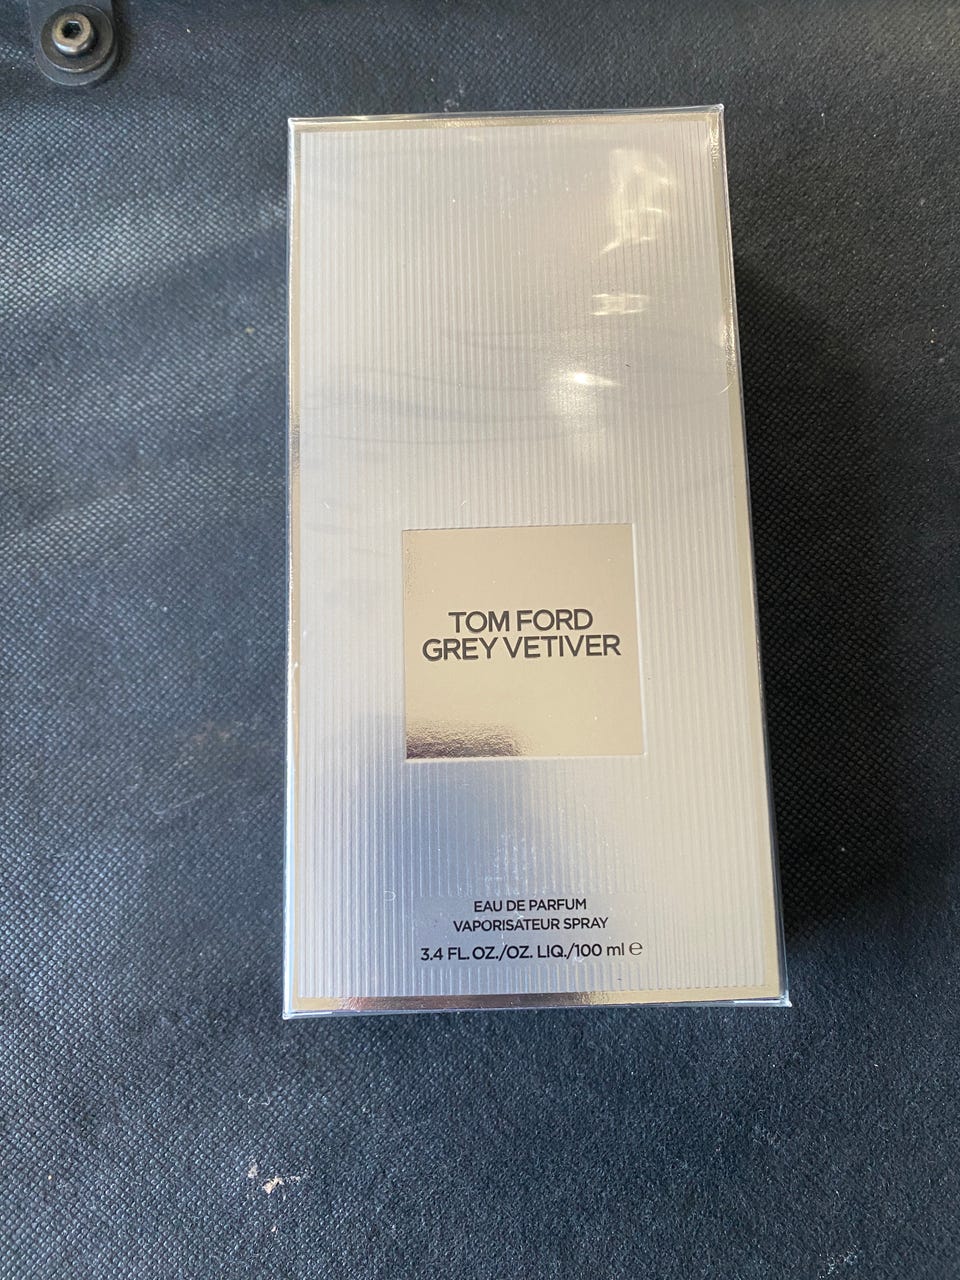 TOM FORD
GREY VETIVER
EAU DE PARFUM
VAPORISATEUR SPRAY
3.4 FL. OZ./OZ. LIQ./100 ml ℮